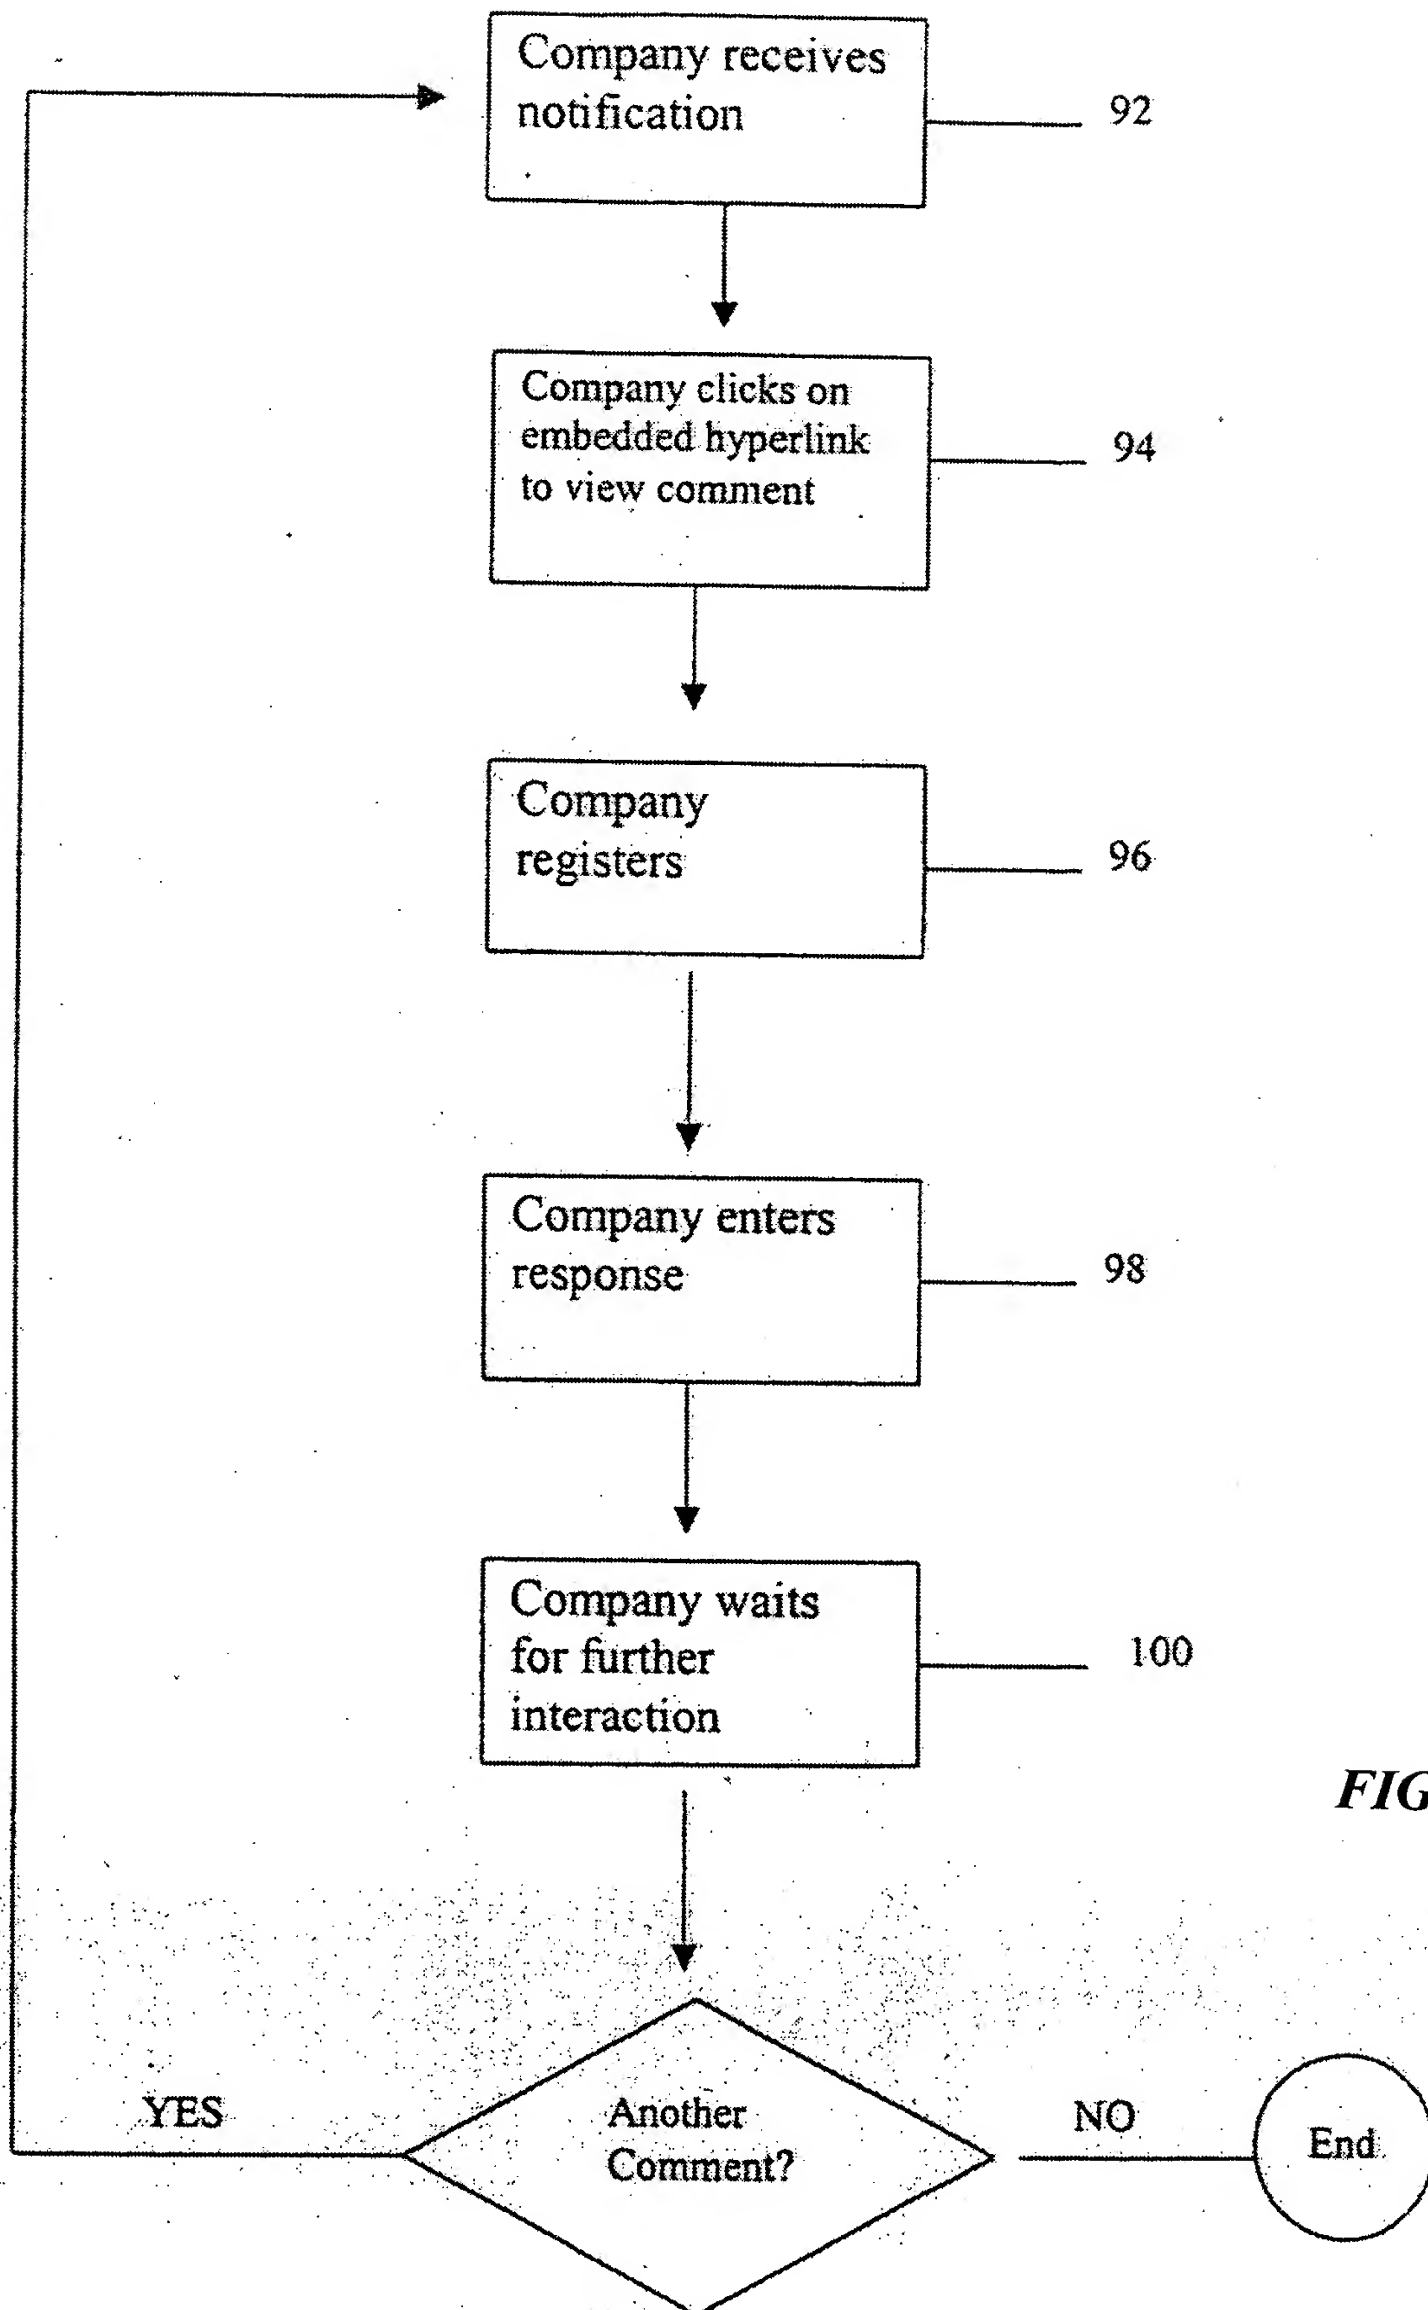 Company receives
notification
92
Company clicks on
embedded hyperlink
to view comment
94
Company
registers
96
Company enters
response
98
Company waits
for further
interaction
100
FIG
YES
Another
Comment?
NO
End